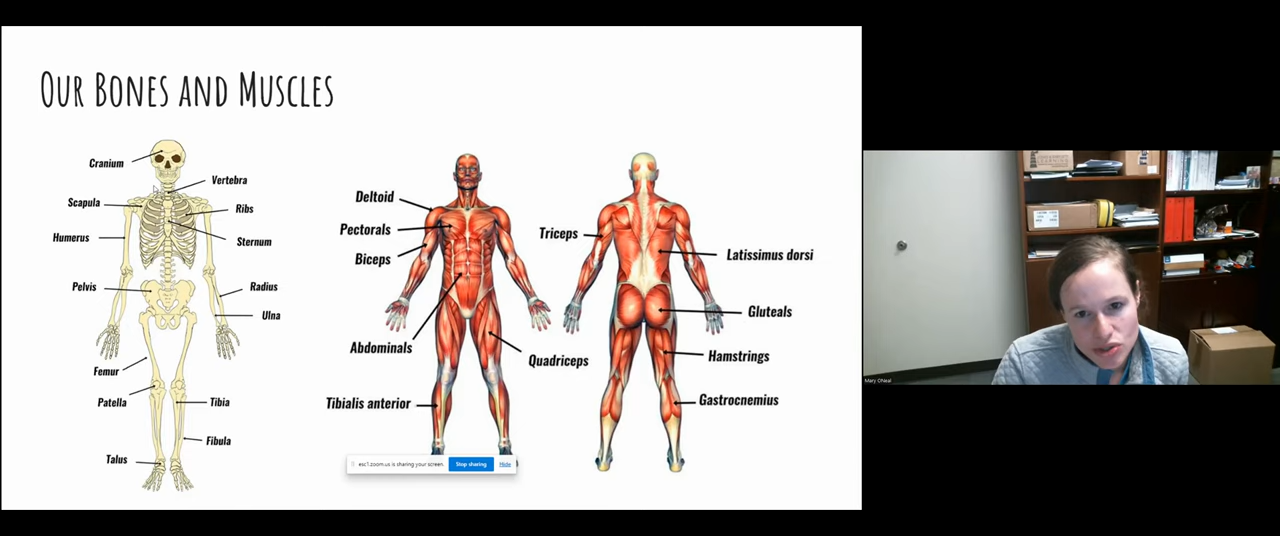 Our Bones and Muscles
Cranium
Vertebra
Scapula
Ribs
Humerus
Sternum
Pelvis
Radius
Ulna
Femur
Patella
Tibia
Fibula
Talus
Deltoid
Pectorals
Biceps
Abdominals
Quadriceps
Tibialis anterior
Triceps
Latissimus dorsi
Gluteals
Hamstrings
Gastrocnemius
esc1.zoom.us is sharing your screen.
Stop sharing
Hide
Mary ONeal